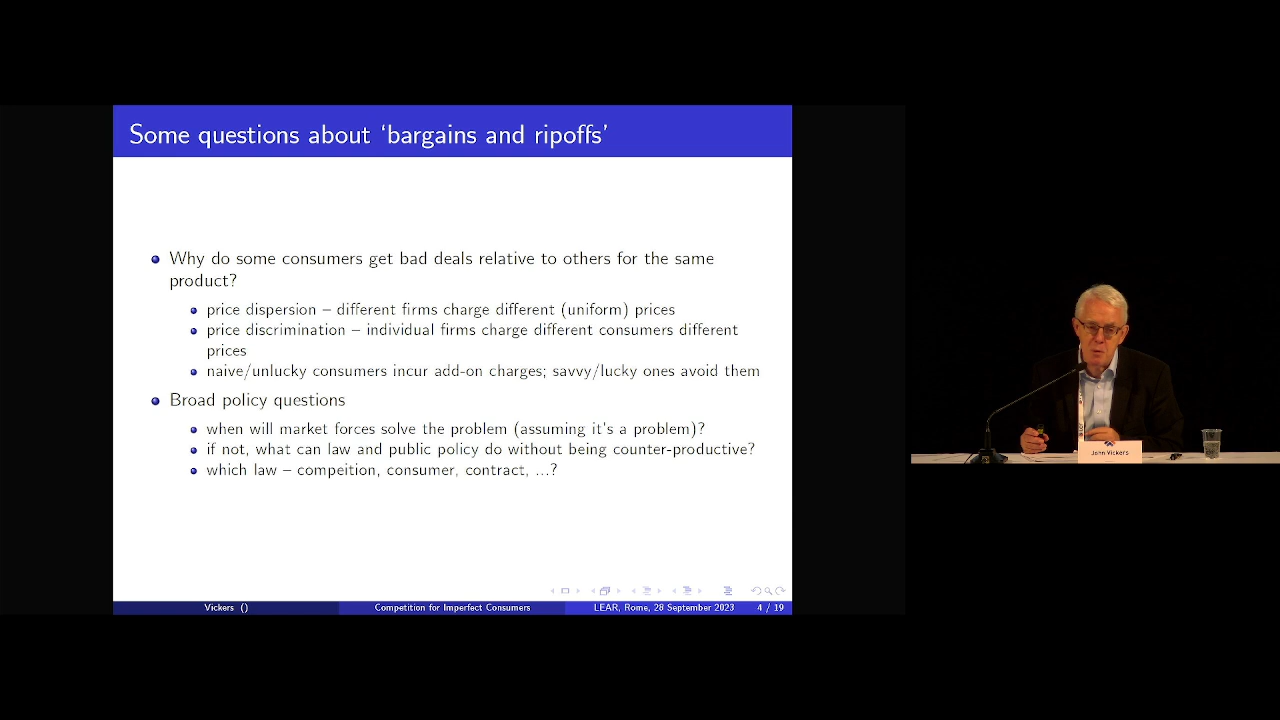 Some questions about ‘bargains and ripoffs’
Why do some consumers get bad deals relative to others for the same
product?
price dispersion – different firms charge different (uniform) prices
price discrimination – individual firms charge different consumers different
prices
naive/unlucky consumers incur add-on charges; savvy/lucky ones avoid them
Broad policy questions
when will market forces solve the problem (assuming it's a problem)?
if not, what can law and public policy do without being counter-productive?
which law – compeition, consumer, contract, ...?
Vickers () Competition for Imperfect Consumers LEAR, Rome, 28 September 2023 4 / 19
John Vickers